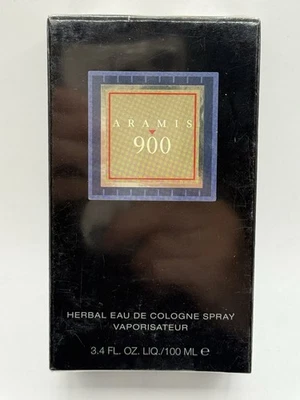 ARAMIS
900
HERBAL EAU DE COLOGNE SPRAY
VAPORISATEUR
3.4 FL. OZ. LIQ./100 ML ℮